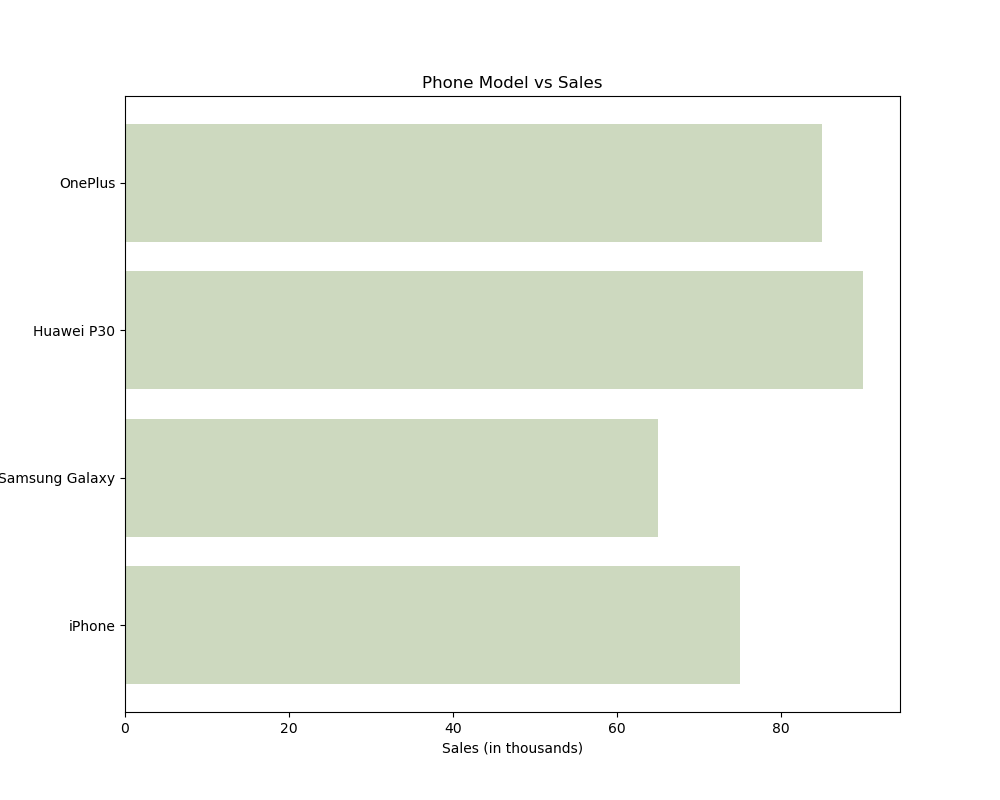 Phone Model vs Sales
OnePlus
Huawei P30
Samsung Galaxy
iPhone
0 20 40 60 80
Sales (in thousands)